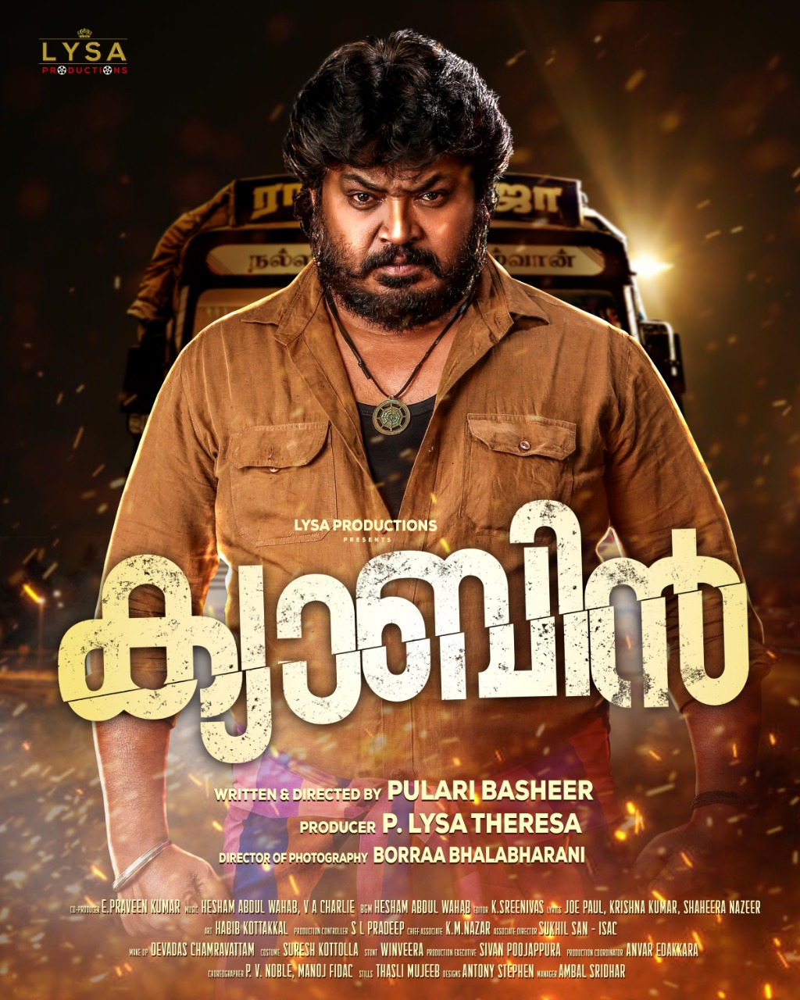 LYSA
PRODUCTIONS
நல்ல
LYSA PRODUCTIONS
PRESENTS
ക്യാബിൻ
WRITTEN & DIRECTED BY PULARI BASHEER
PRODUCER P. LYSA THERESA
DIRECTOR OF PHOTOGRAPHY BORRAA BHALABHARANI
CO-PRODUCER E.PRAVEEN KUMAR MUSIC HESHAM ABDUL WAHAB, V A CHARLIE BGM HESHAM ABDUL WAHAB EDITOR K.SREENIVAS LYRICS JOE PAUL, KRISHNA KUMAR, SHAHEERA NAZEER
ART HABIB KOTTAKKAL PRODUCTION CONTROLLER S L PRADEEP CHIEF ASSOCIATE K.M.NAZAR ASSOCIATE DIRECTOR SUKHIL SAN - ISAC
MAKE UP DEVADAS CHAMRAVATTAM COSTUME SURESH KOTTOLLA STUNT WINVEERA PRODUCTION EXECUTIVE SIVAN POOJAPPURA PRODUCTION COORDINATOR ANVAR EDAKKARA
CHOREOGRAPHER P. V. NOBLE, MANOJ FIDAC STILLS THASLI MUJEEB DESIGNS ANTONY STEPHEN MANAGER AMBAL SRIDHAR